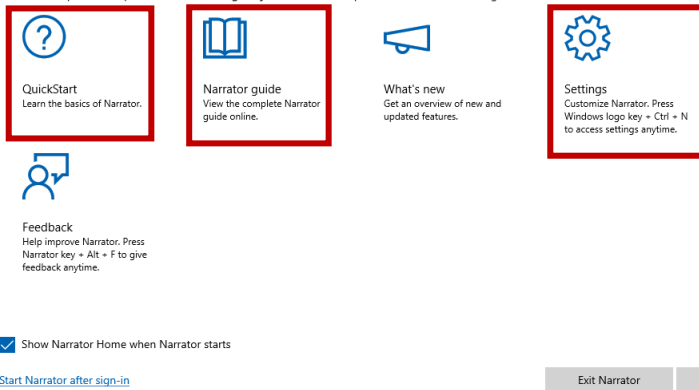 QuickStart
Learn the basics of Narrator.
Narrator guide
View the complete Narrator
guide online.
What's new
Get an overview of new and
updated features.
Settings
Customize Narrator. Press
Windows logo key + Ctrl + N
to access settings anytime.
Feedback
Help improve Narrator. Press
Narrator key + Alt + F to give
feedback anytime.
Show Narrator Home when Narrator starts
Start Narrator after sign-in
Exit Narrator